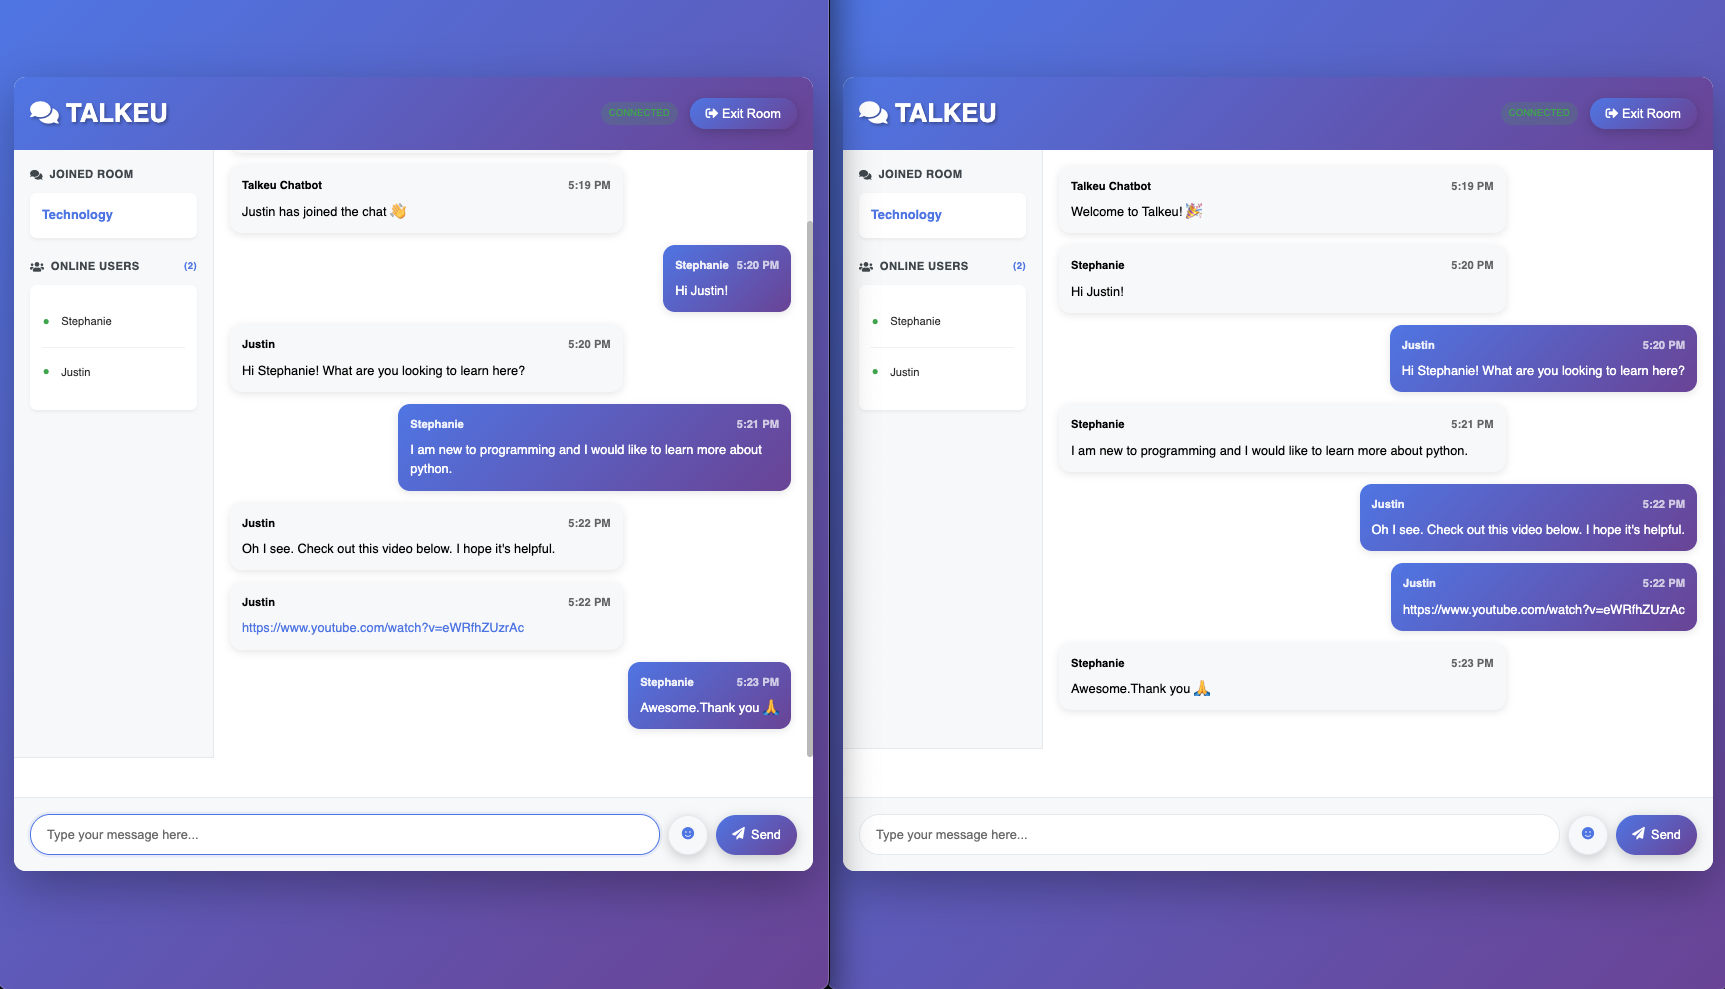 TALKEU
CONNECTED
Exit Room
JOINED ROOM
Technology
ONLINE USERS (2)
Stephanie
Justin
Talkeu Chatbot 5:19 PM
Justin has joined the chat 👋
Stephanie 5:20 PM
Hi Justin!
Justin 5:20 PM
Hi Stephanie! What are you looking to learn here?
Stephanie 5:21 PM
I am new to programming and I would like to learn more about
python.
Justin 5:22 PM
Oh I see. Check out this video below. I hope it's helpful.
Justin 5:22 PM
https://www.youtube.com/watch?v=eWRfhZUzrAc
Stephanie 5:23 PM
Awesome.Thank you 🙏
Type your message here...
Send
TALKEU
CONNECTED
Exit Room
JOINED ROOM
Technology
ONLINE USERS (2)
Stephanie
Justin
Talkeu Chatbot 5:19 PM
Welcome to Talkeu! 🎉
Stephanie 5:20 PM
Hi Justin!
Justin 5:20 PM
Hi Stephanie! What are you looking to learn here?
Stephanie 5:21 PM
I am new to programming and I would like to learn more about python.
Justin 5:22 PM
Oh I see. Check out this video below. I hope it's helpful.
Justin 5:22 PM
https://www.youtube.com/watch?v=eWRfhZUzrAc
Stephanie 5:23 PM
Awesome.Thank you 🙏
Type your message here...
Send